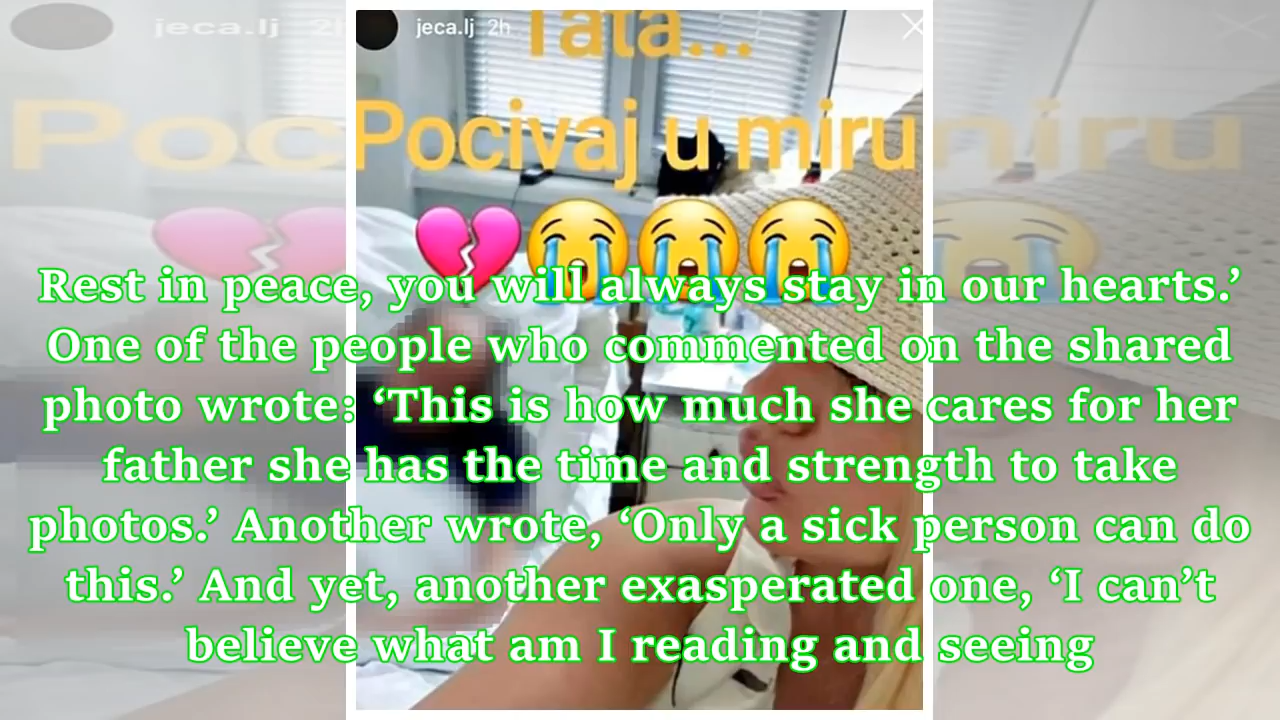 jeca.lj 2h
Tata...
Pocivaj u miru
Rest in peace, you will always stay in our hearts.’
One of the people who commented on the shared
photo wrote: ‘This is how much she cares for her
father she has the time and strength to take
photos.’ Another wrote, ‘Only a sick person can do
this.’ And yet, another exasperated one, ‘I can’t
believe what am I reading and seeing